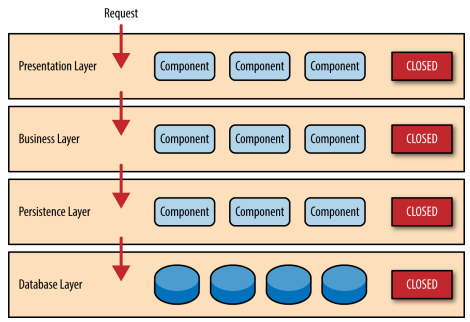 Request
Presentation Layer Component Component Component CLOSED
Business Layer Component Component Component CLOSED
Persistence Layer Component Component Component CLOSED
Database Layer CLOSED